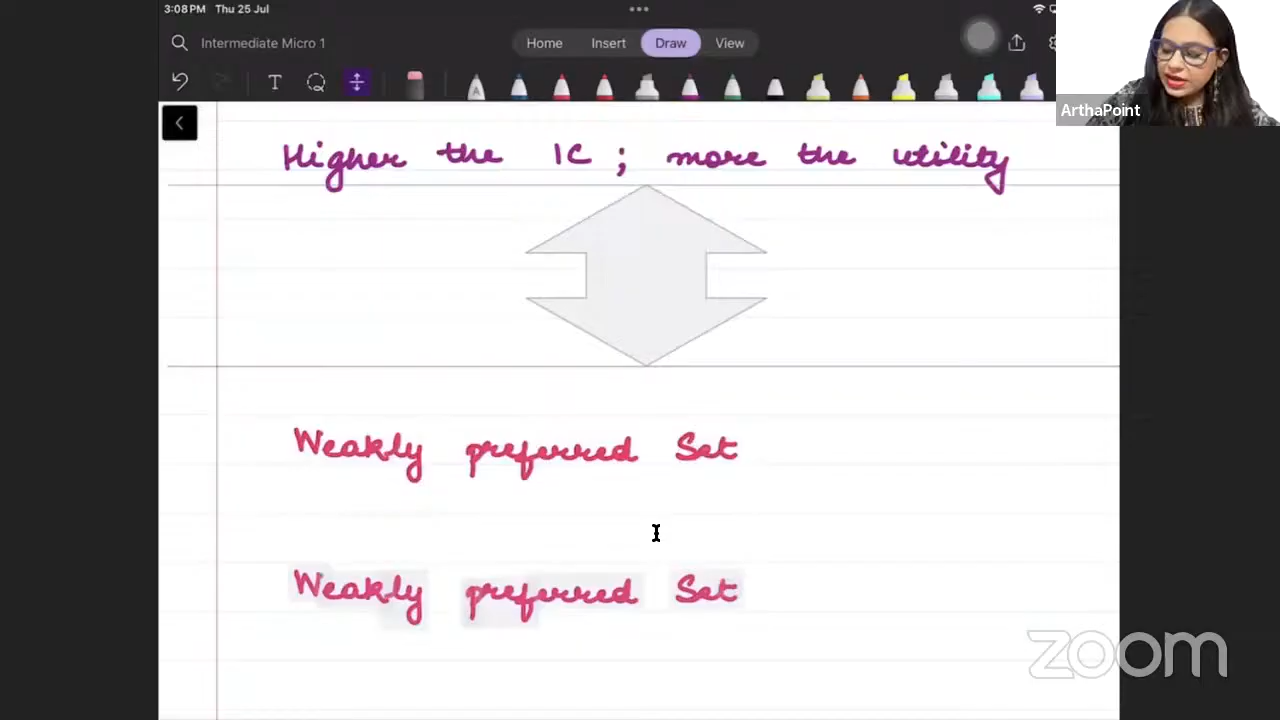 3:08 PM Thu 25 Jul
Intermediate Micro 1
Home Insert Draw View
T
A
ArthaPoint
Higher the IC ; more the utility
Weakly preferred Set
Weakly preferred Set
zoom